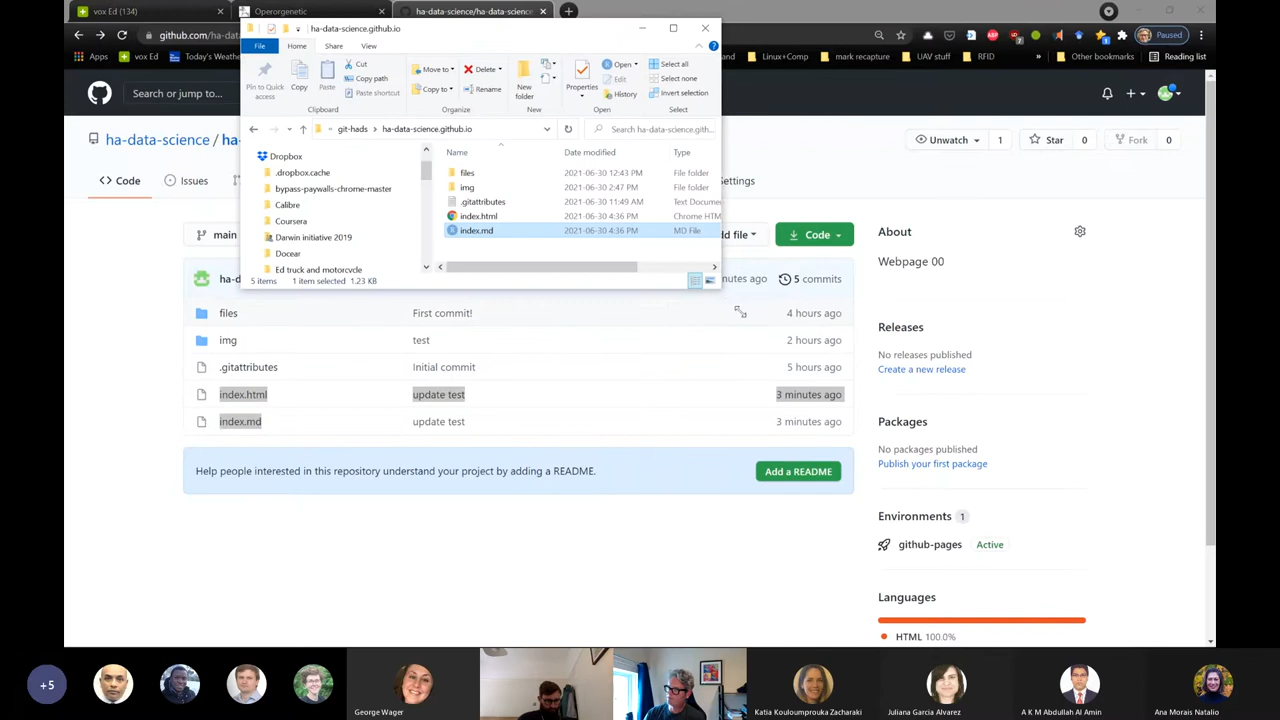 vox Ed (134)
Operorgenetic
ha-data-science/ha-data-science
github.com/ha
Paused
Apps
vox Ed
Today's Weath
Linux+Comp
mark recapture
UAV stuff
RFID
»
Other bookmarks
Reading list
ha-data-science.github.io
File
Home
Share
View
Pin to Quick access
Copy
Paste
Cut
Copy path
Paste shortcut
Clipboard
Move to
Copy to
Delete
Rename
Organize
New folder
New
Properties
Open
Edit
History
Open
Select all
Select none
Invert selection
Select
git-hads
ha-data-science.github.io
Search ha-data-science.gith...
Dropbox
.dropbox.cache
bypass-paywalls-chrome-master
Calibre
Coursera
Darwin initiative 2019
Docear
Ed truck and motorcycle
Name Date modified Type
files 2021-06-30 12:43 PM File folder
img 2021-06-30 2:47 PM File folder
.gitattributes 2021-06-30 11:49 AM Text Docume
index.html 2021-06-30 4:36 PM Chrome HTM
index.md 2021-06-30 4:36 PM MD File
5 items 1 item selected 1.23 KB
Search or jump to...
ha-data-science / ha-
Unwatch 1
Star 0
Fork 0
Code
Issues
Settings
main
dd file
Code
ha-d
nutes ago
5 commits
files First commit! 4 hours ago
img test 2 hours ago
.gitattributes Initial commit 5 hours ago
index.html update test 3 minutes ago
index.md update test 3 minutes ago
Help people interested in this repository understand your project by adding a README.
Add a README
About
Webpage 00
Releases
No releases published
Create a new release
Packages
No packages published
Publish your first package
Environments 1
github-pages Active
Languages
HTML 100.0%
+5
George Wager
Katia Kouloumprouka Zacharaki
Juliana Garcia Alvarez
A K M Abdullah Al Amin
Ana Morais Natalio